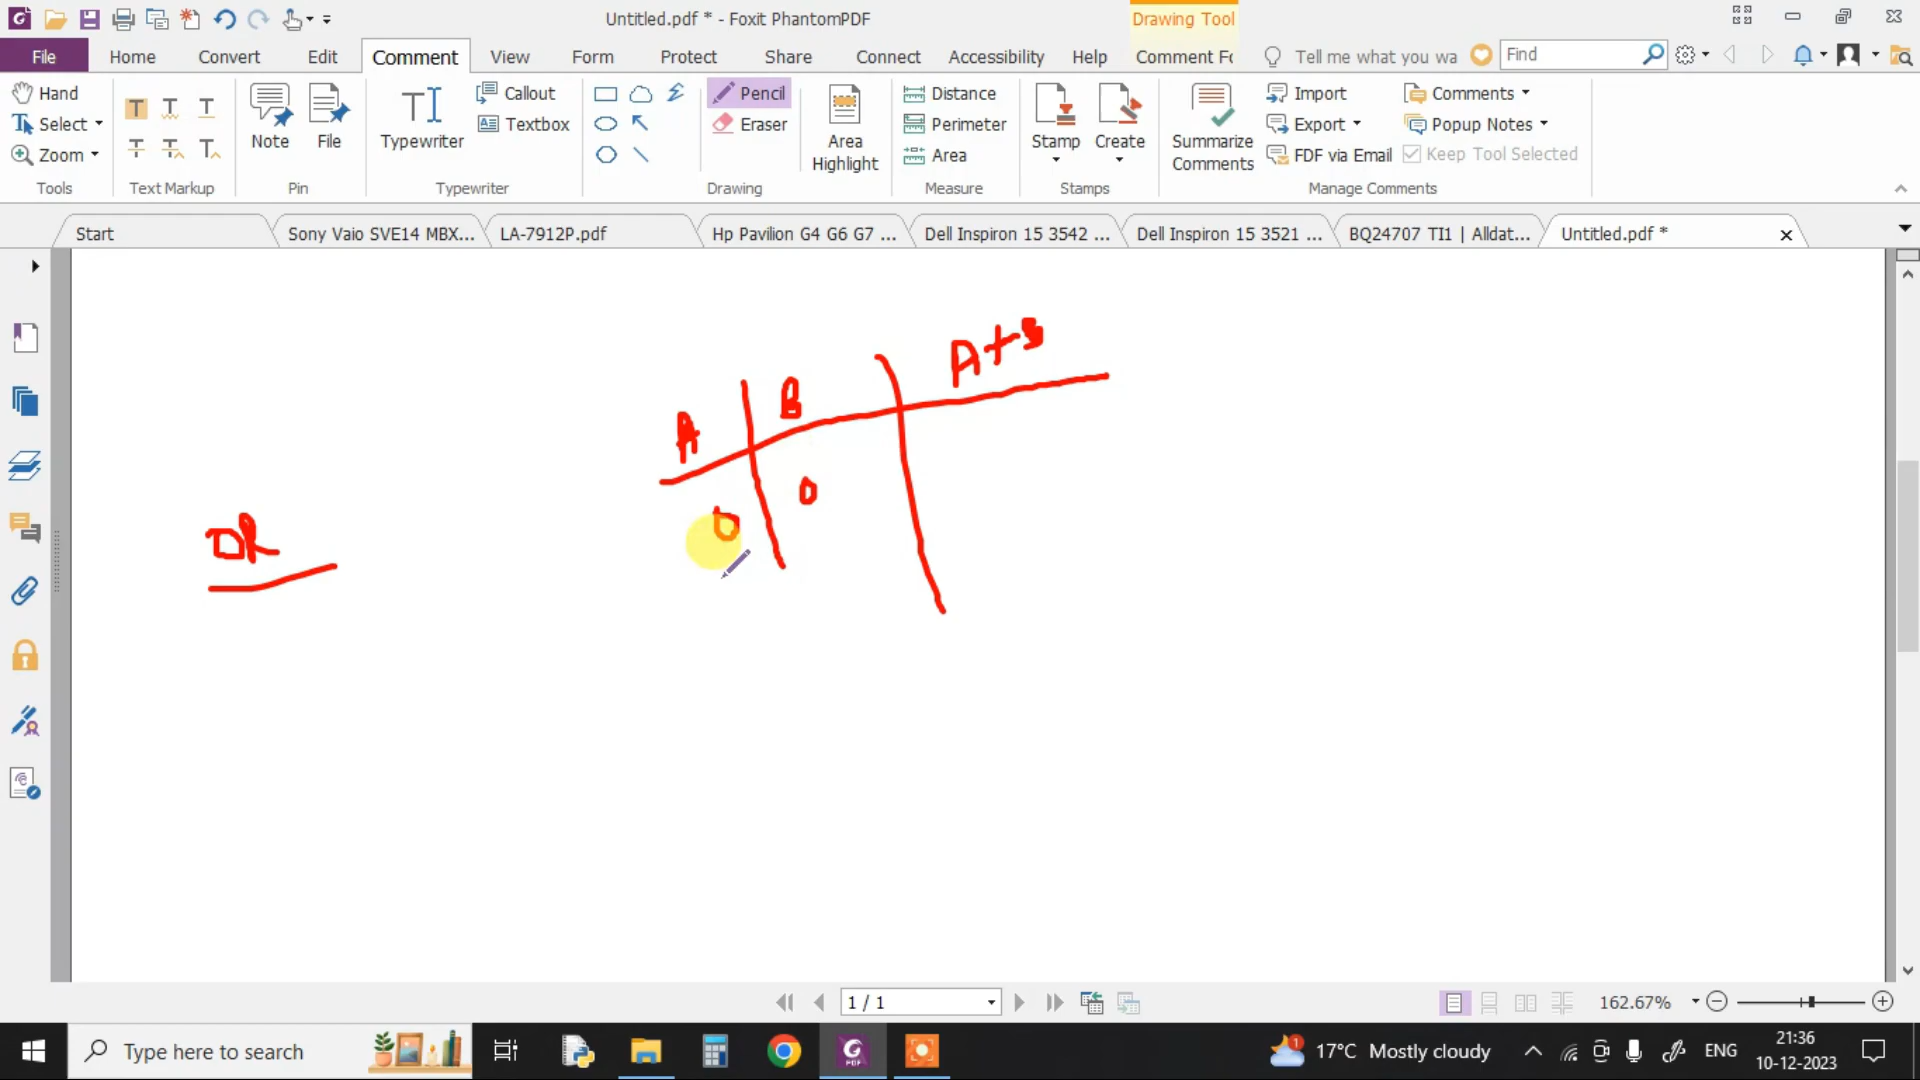 Untitled.pdf * - Foxit PhantomPDF
Drawing Tool
File Home Convert Edit Comment View Form Protect Share Connect Accessibility Help Comment Fo Tell me what you wa Find
Hand
Select
Zoom
Tools
Text Markup
Note
File
Pin
Typewriter
Callout
Textbox
Typewriter
Pencil
Eraser
Area Highlight
Drawing
Distance
Perimeter
Area
Measure
Stamp
Create
Stamps
Summarize Comments
Import
Export
FDF via Email
Comments
Popup Notes
Keep Tool Selected
Manage Comments
Start
Sony Vaio SVE14 MBX...
LA-7912P.pdf
Hp Pavilion G4 G6 G7 ...
Dell Inspiron 15 3542 ...
Dell Inspiron 15 3521 ...
BQ24707 TI1 | Alldat...
Untitled.pdf *
A B A+B
0 0
OR
1 / 1
162.67%
Type here to search
17°C Mostly cloudy
ENG
21:36
10-12-2023